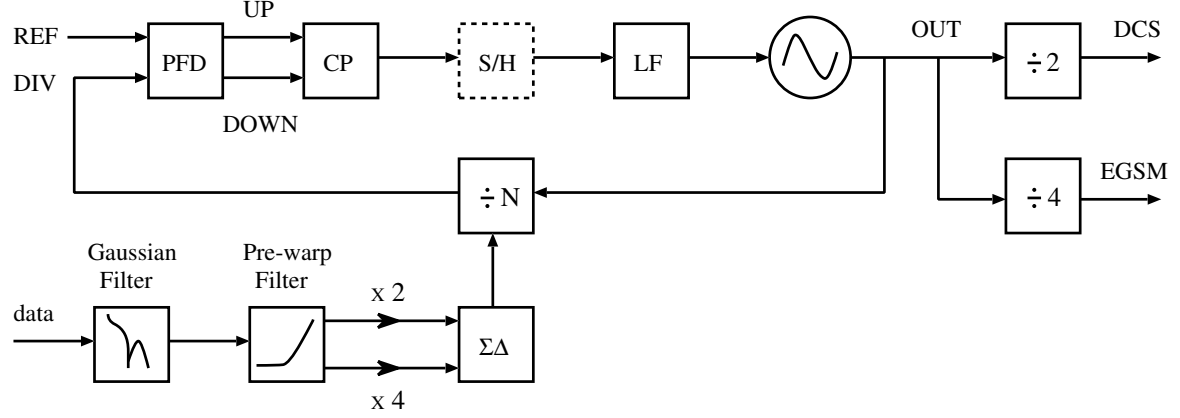 UP
REF
PFD
CP
S/H
LF
OUT
÷2
DCS
DIV
DOWN
÷N
÷4
EGSM
Gaussian
Filter
Pre-warp
Filter
data
x 2
ΣΔ
x 4